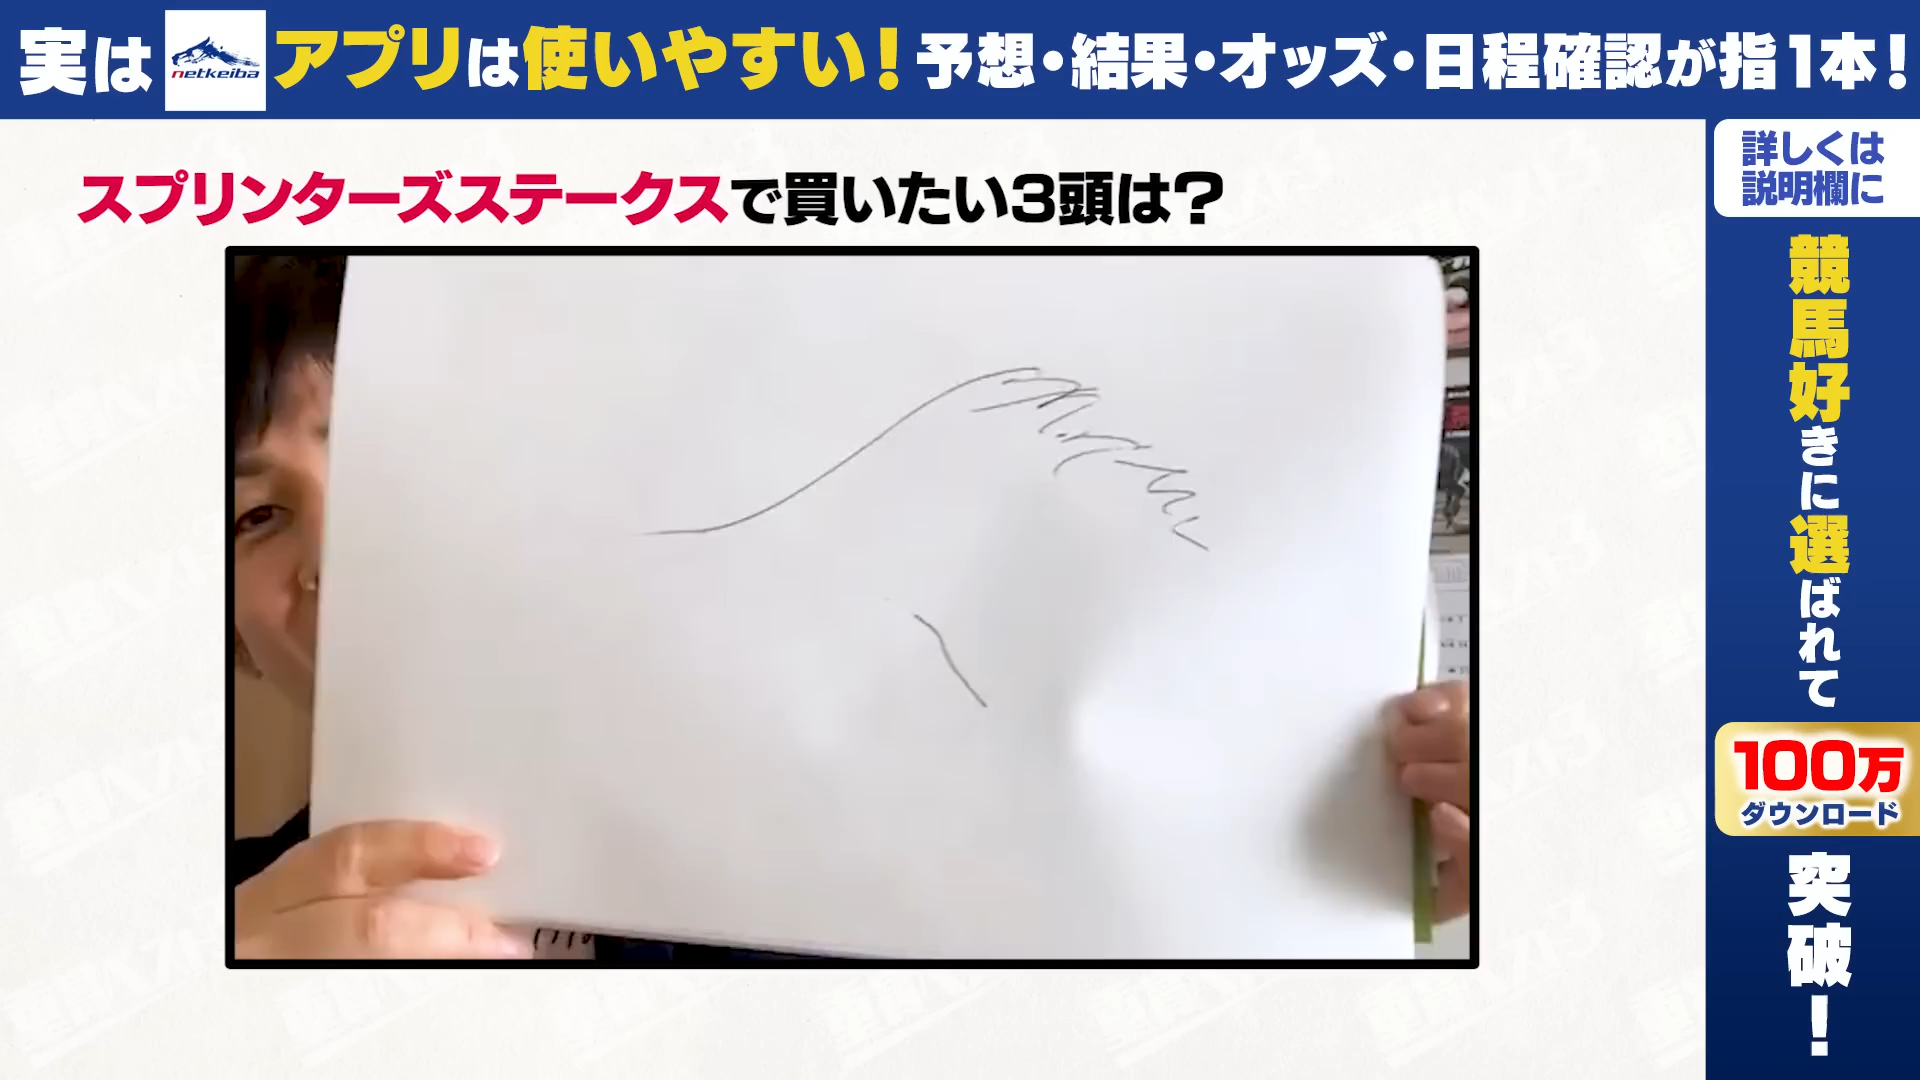 実は netkeiba アプリは使いやすい！予想・結果・オッズ・日程確認が指1本！
スプリンターズステークスで買いたい3頭は？
詳しくは
説明欄に
競馬好きに選ばれて
100万
ダウンロード
突破！